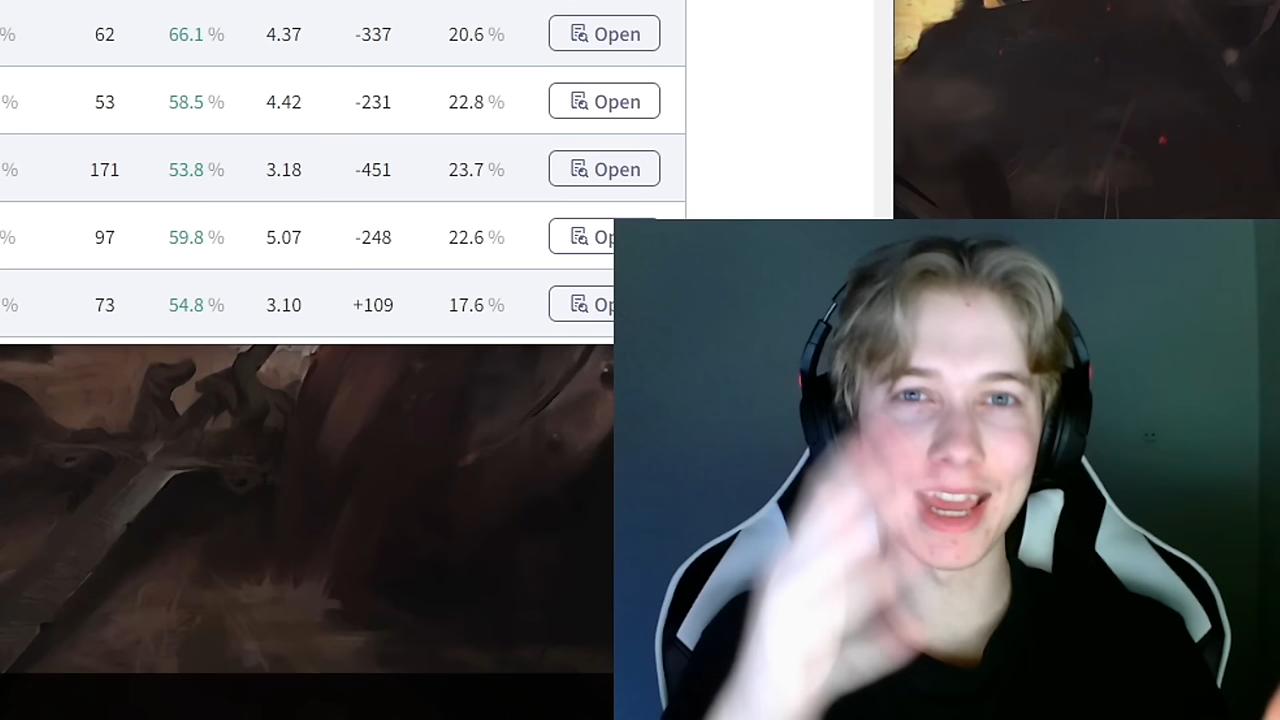 % 62 66.1 % 4.37 -337 20.6 % Open
% 53 58.5 % 4.42 -231 22.8 % Open
% 171 53.8 % 3.18 -451 23.7 % Open
% 97 59.8 % 5.07 -248 22.6 % Op
% 73 54.8 % 3.10 +109 17.6 % Op